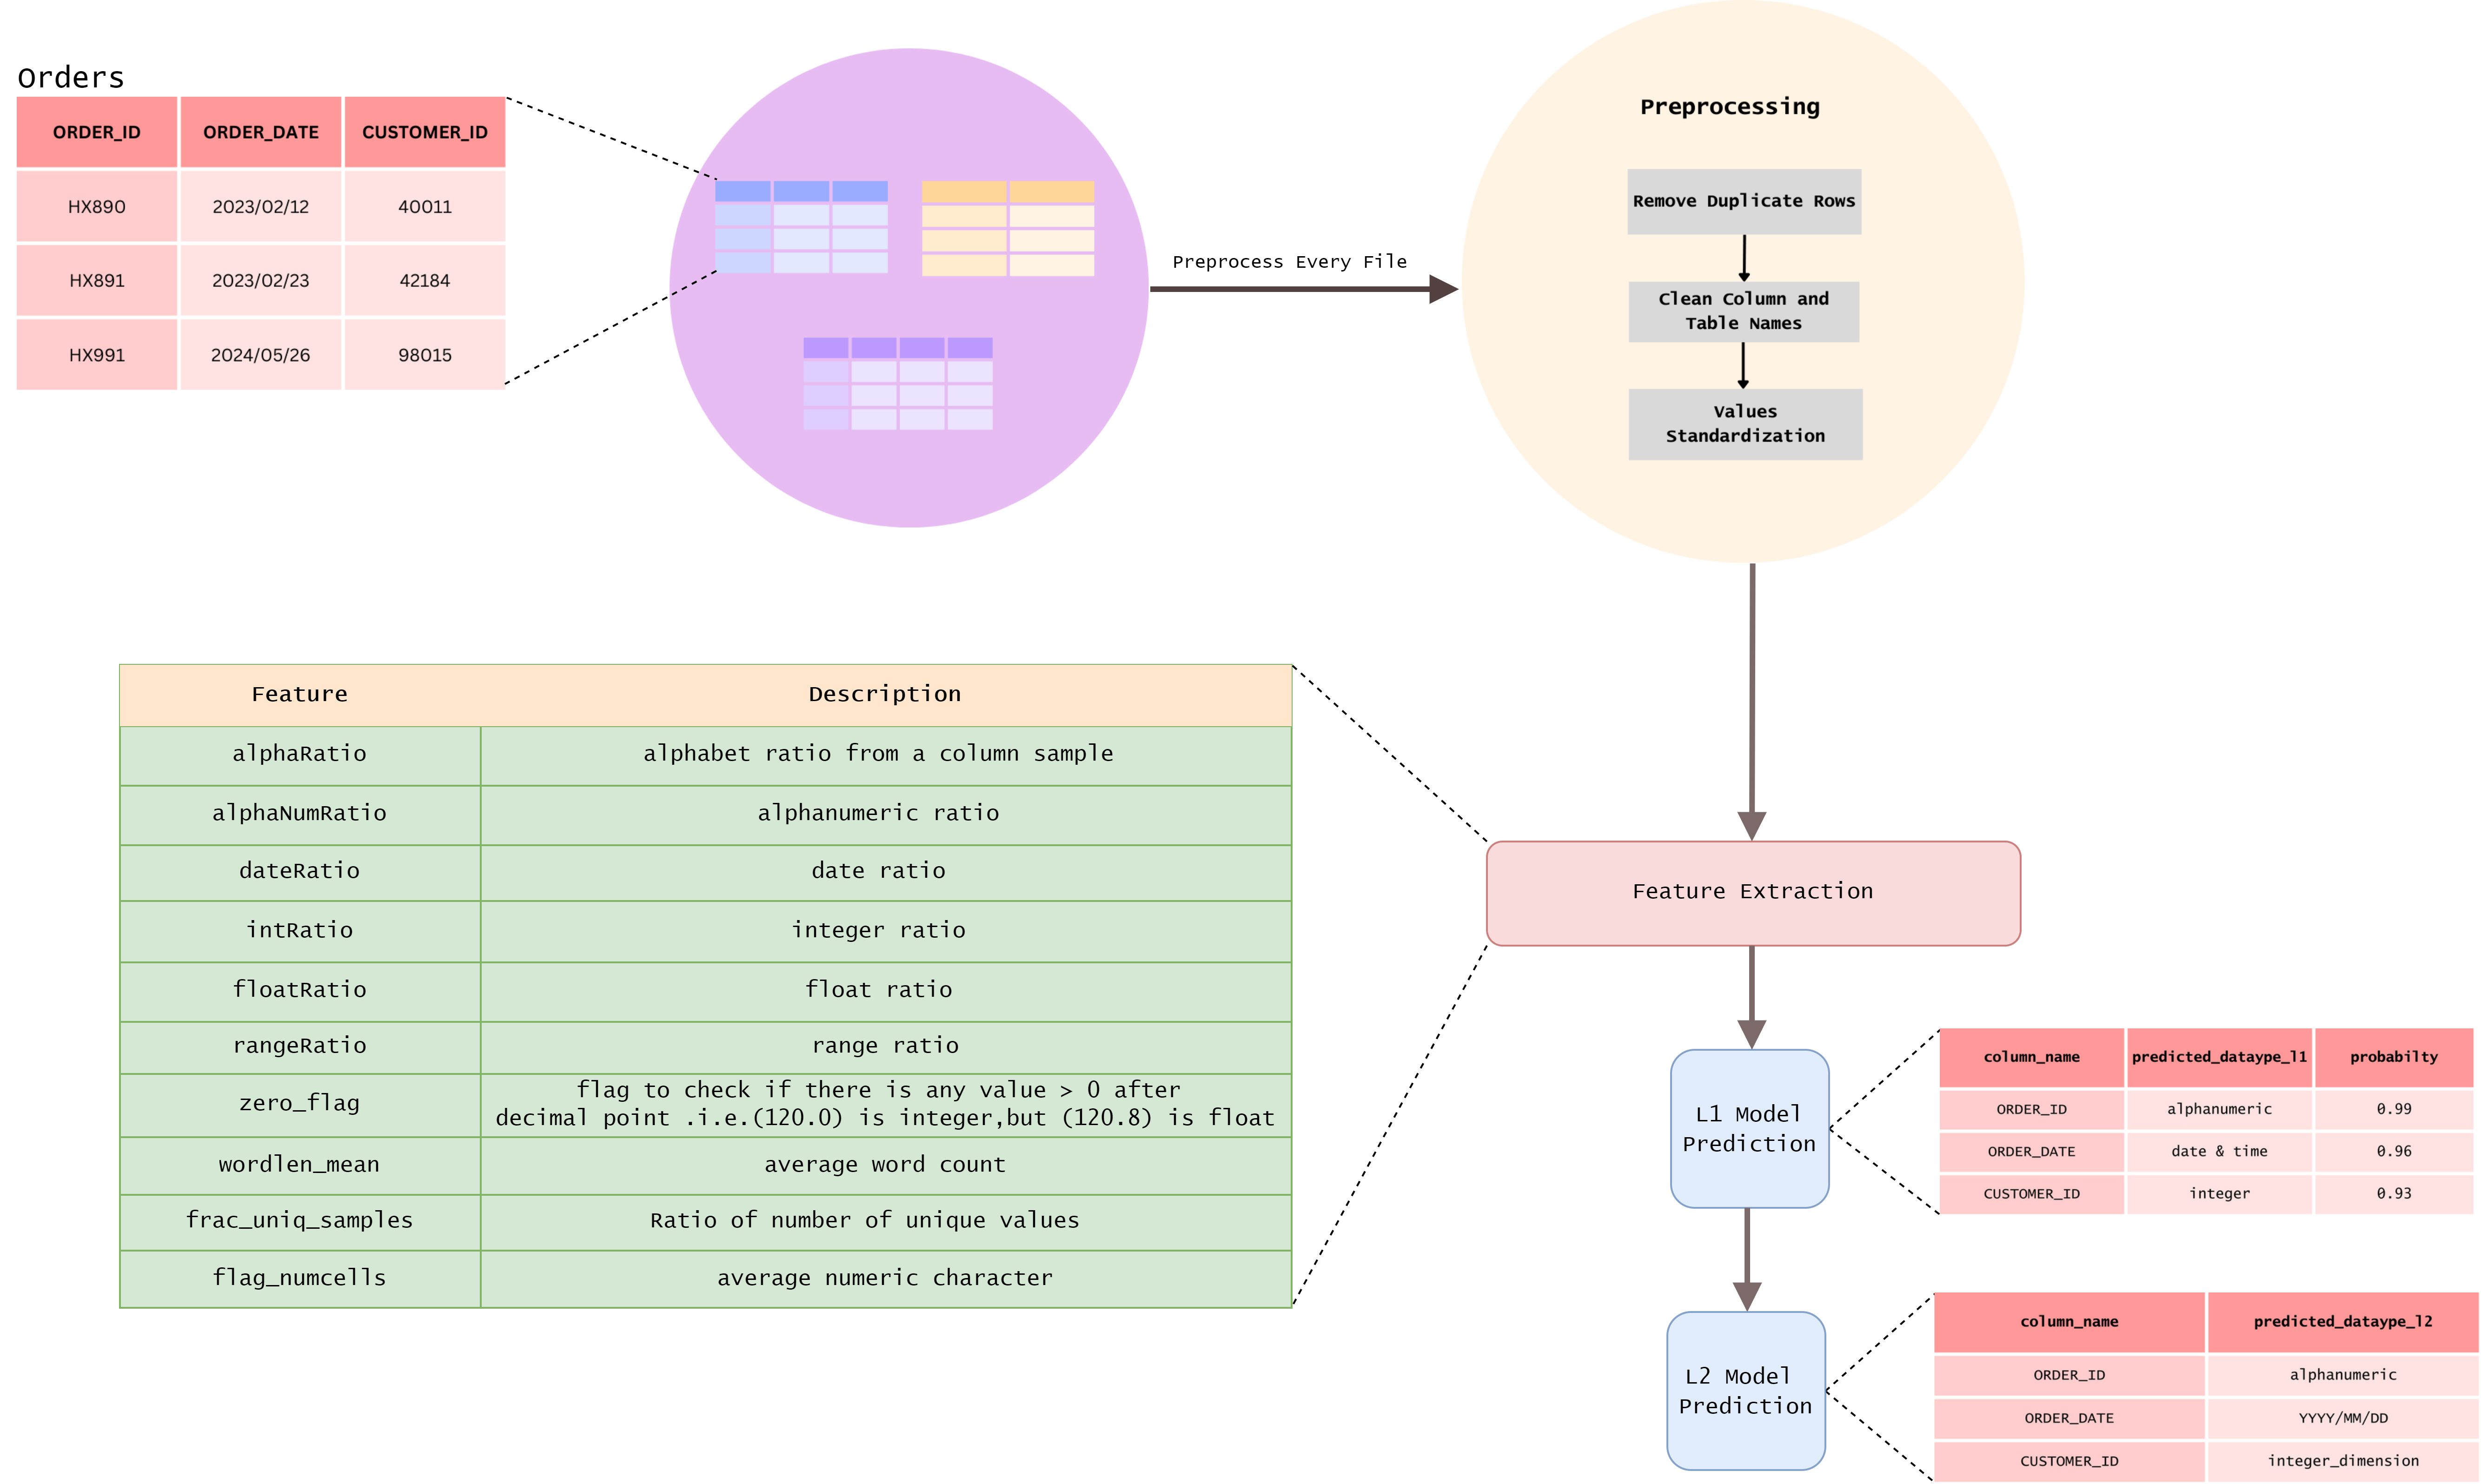 Orders
ORDER_ID ORDER_DATE CUSTOMER_ID
HX890 2023/02/12 40011
HX891 2023/02/23 42184
HX991 2024/05/26 98015
Preprocess Every File
Preprocessing
Remove Duplicate Rows
Clean Column and
Table Names
Values
Standardization
Feature Description
alphaRatio alphabet ratio from a column sample
alphaNumRatio alphanumeric ratio
dateRatio date ratio
intRatio integer ratio
floatRatio float ratio
rangeRatio range ratio
zero_flag flag to check if there is any value > 0 after
decimal point .i.e.(120.0) is integer,but (120.8) is float
wordlen_mean average word count
frac_uniq_samples Ratio of number of unique values
flag_numcells average numeric character
Feature Extraction
L1 Model
Prediction
column_name predicted_dataype_l1 probabilty
ORDER_ID alphanumeric 0.99
ORDER_DATE date & time 0.96
CUSTOMER_ID integer 0.93
L2 Model
Prediction
column_name predicted_dataype_l2
ORDER_ID alphanumeric
ORDER_DATE YYYY/MM/DD
CUSTOMER_ID integer_dimension